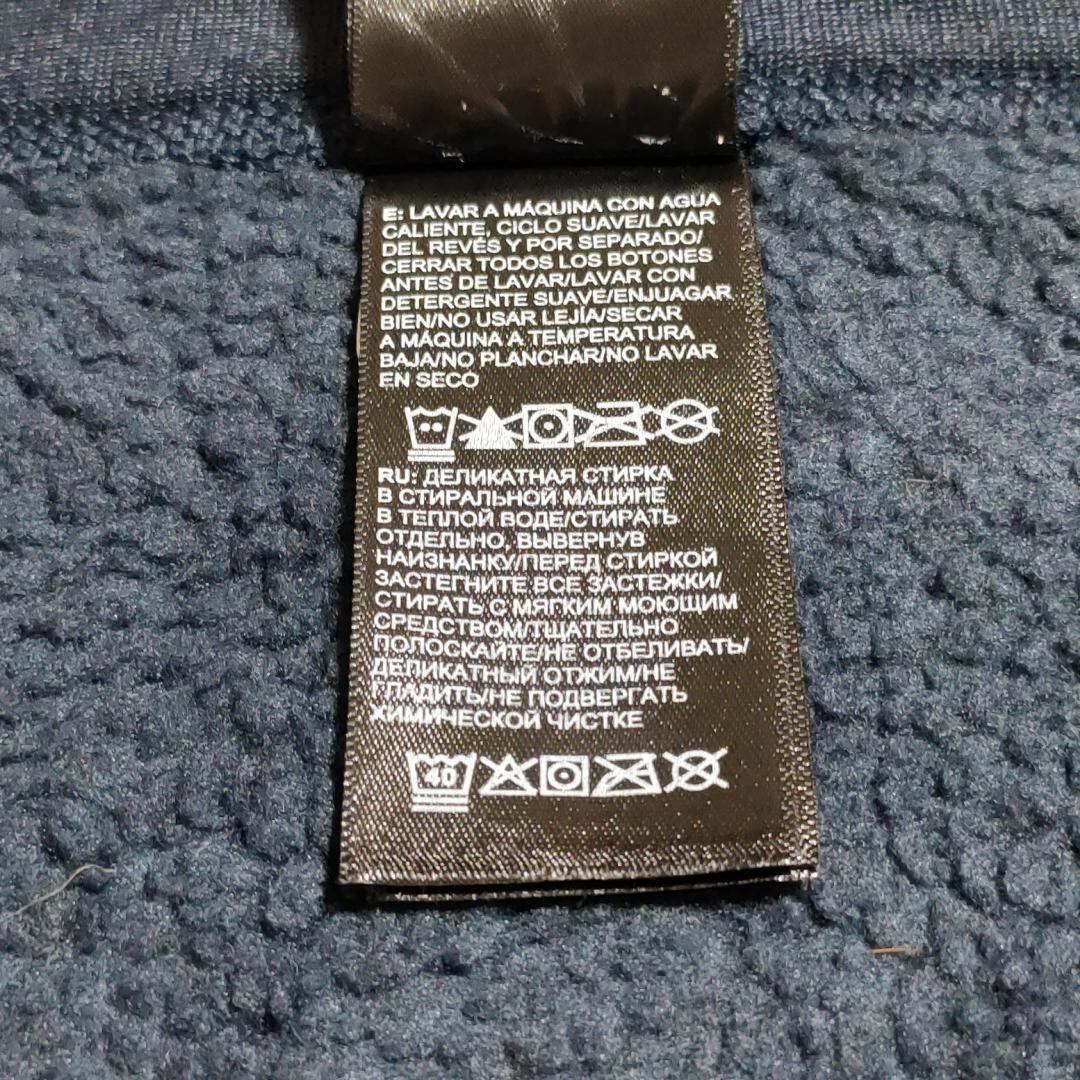 E: LAVAR A MÁQUINA CON AGUA
CALIENTE, CICLO SUAVE/LAVAR
DEL REVÉS Y POR SEPARADO/
CERRAR TODOS LOS BOTONES
ANTES DE LAVAR/LAVAR CON
DETERGENTE SUAVE/ENJUAGAR
BIEN/NO USAR LEJÍA/SECAR
A MÁQUINA A TEMPERATURA
BAJA/NO PLANCHAR/NO LAVAR
EN SECO
RU: ДЕЛИКАТНАЯ СТИРКА
В СТИРАЛЬНОЙ МАШИНЕ
В ТЕПЛОЙ ВОДЕ/СТИРАТЬ
ОТДЕЛЬНО, ВЫВЕРНУВ
НАИЗНАНКУ/ПЕРЕД СТИРКОЙ
ЗАСТЕГНИТЕ ВСЕ ЗАСТЕЖКИ/
СТИРАТЬ С МЯГКИМ МОЮЩИМ
СРЕДСТВОМ/ТЩАТЕЛЬНО
ПОЛОСКАЙТЕ/НЕ ОТБЕЛИВАТЬ/
ДЕЛИКАТНЫЙ ОТЖИМ/НЕ
ГЛАДИТЬ/НЕ ПОДВЕРГАТЬ
ХИМИЧЕСКОЙ ЧИСТКЕ
40